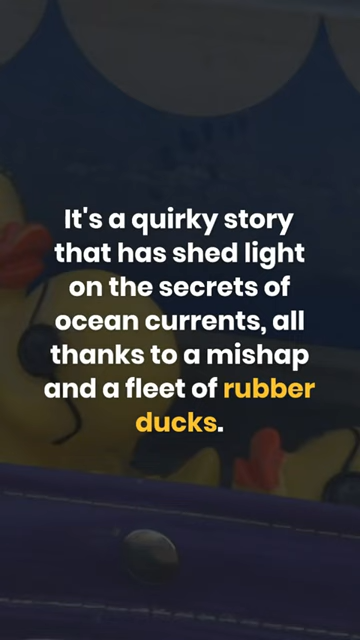 It's a quirky story
that has shed light
on the secrets of
ocean currents, all
thanks to a mishap
and a fleet of rubber
ducks.